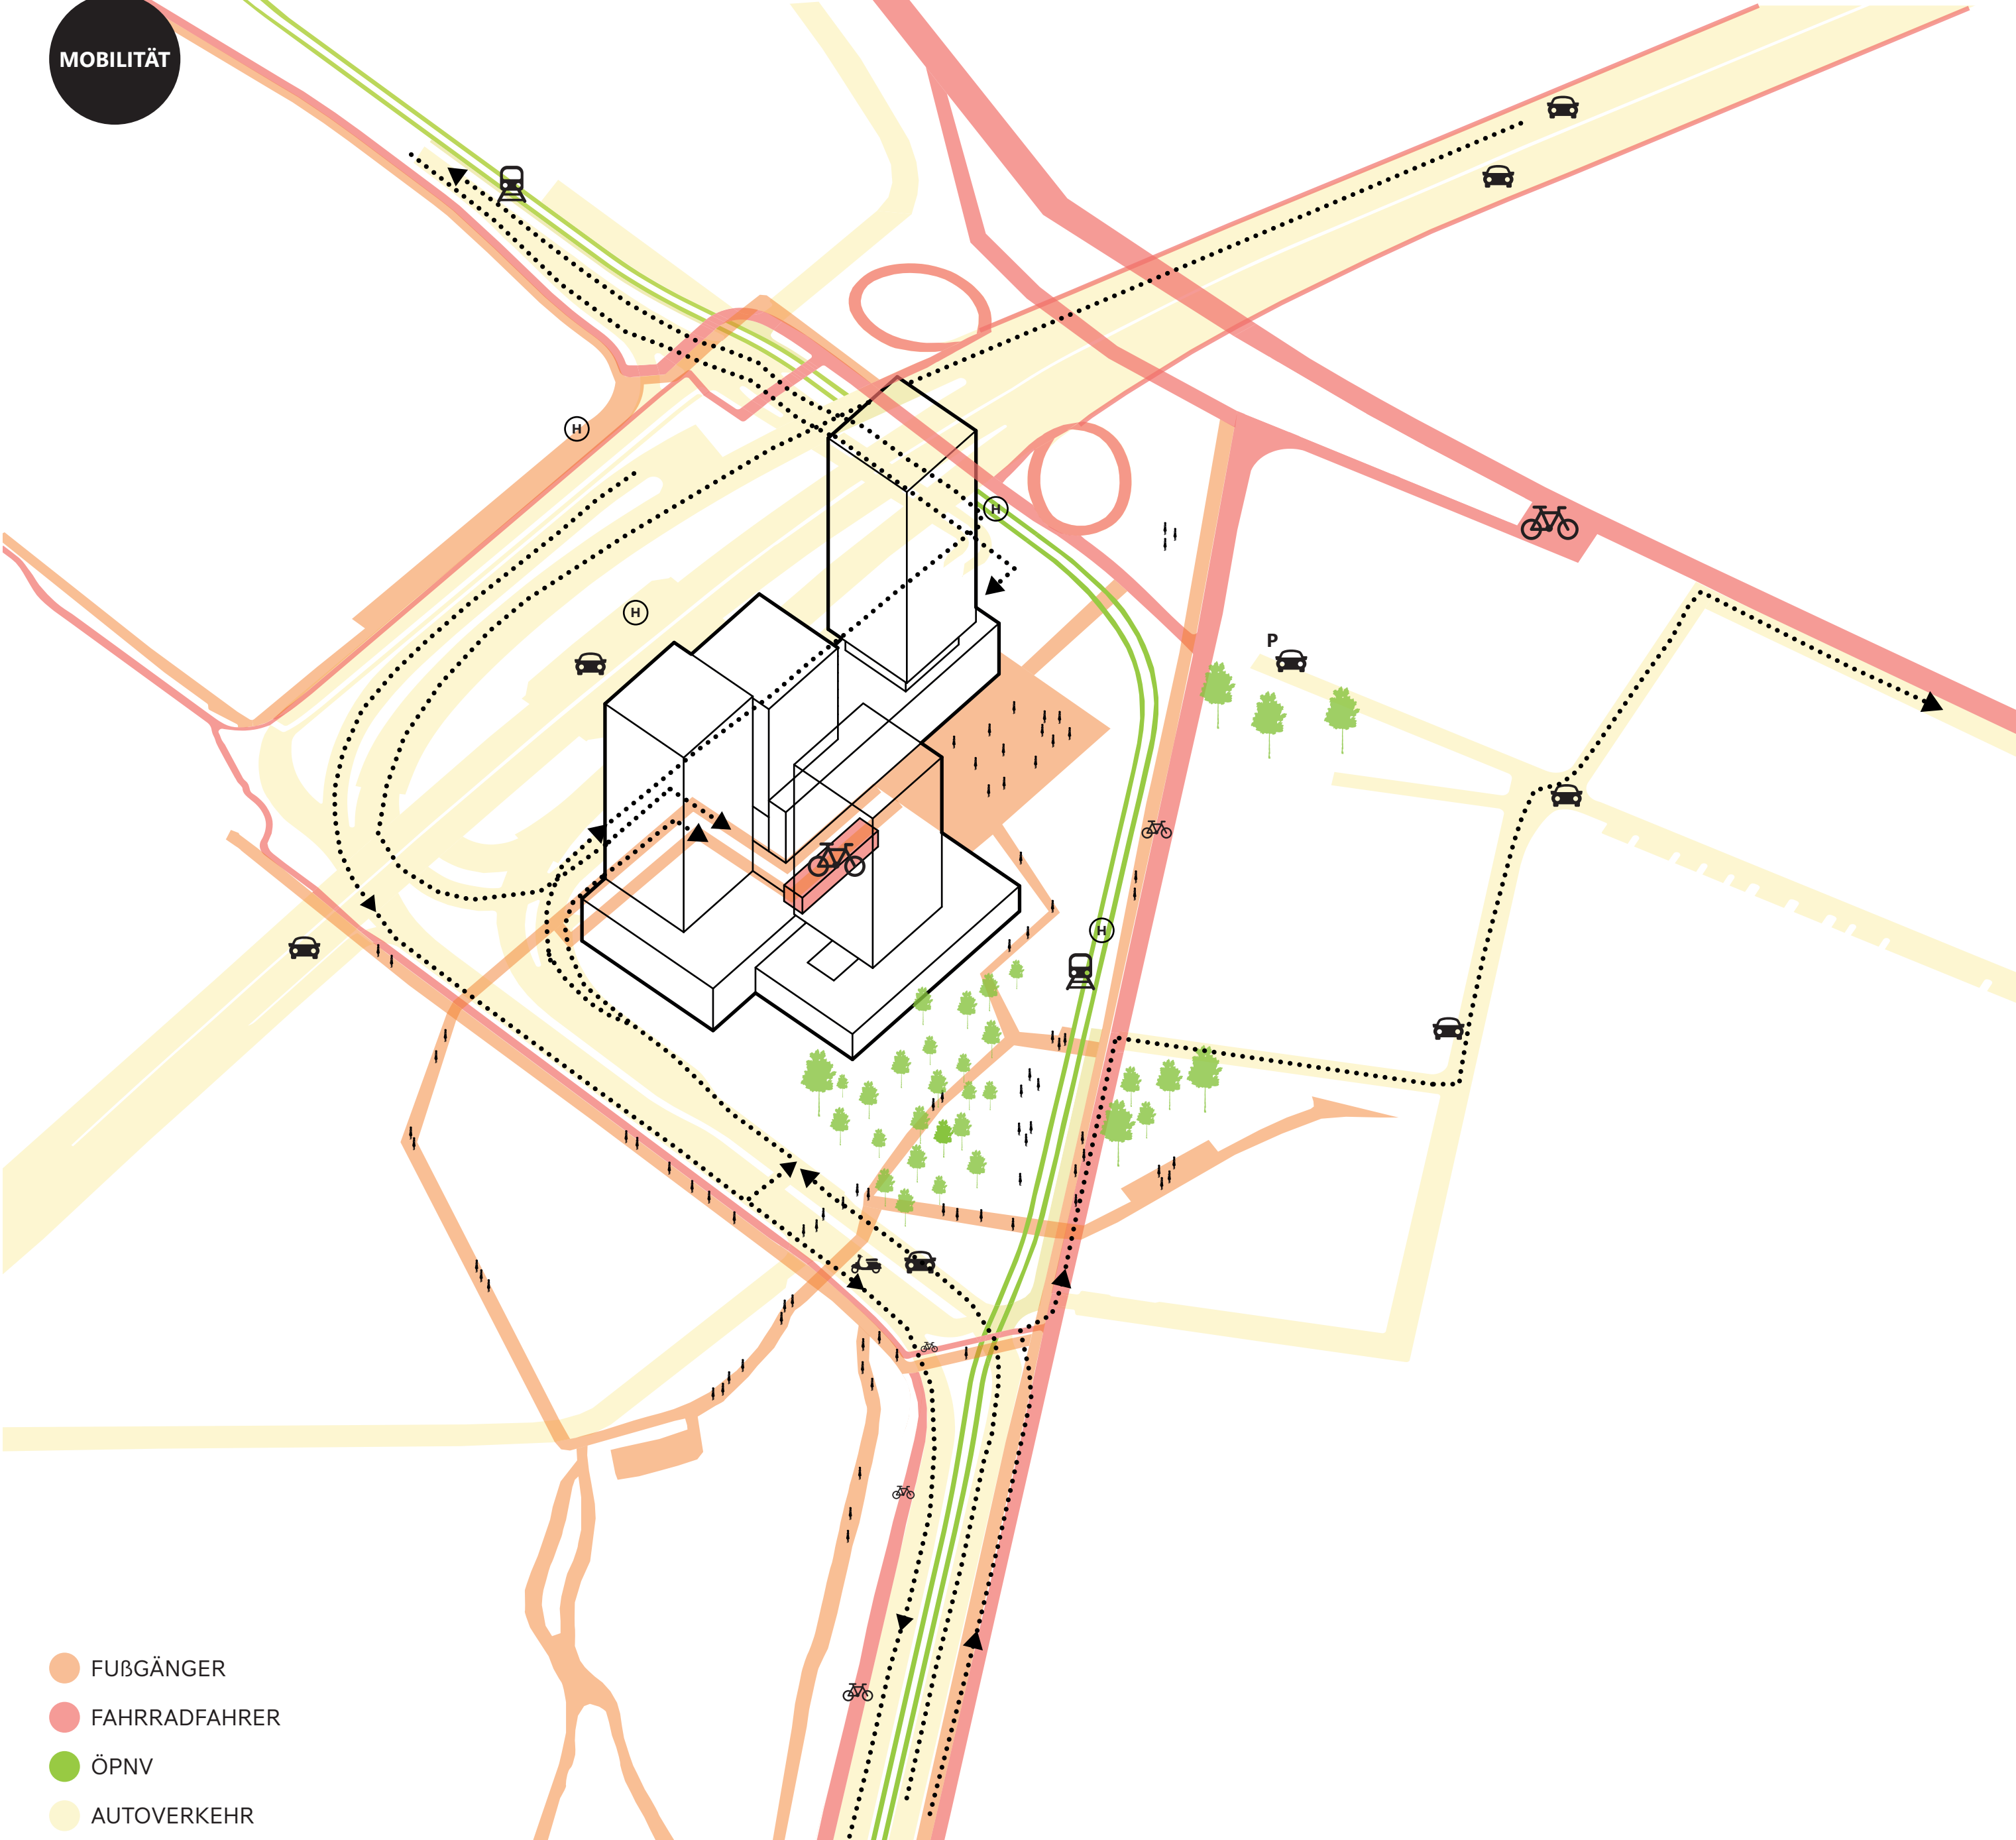 MOBILITÄT
H
H
H
P
H
FUßGÄNGER
FAHRRADFAHRER
ÖPNV
AUTOVERKEHR